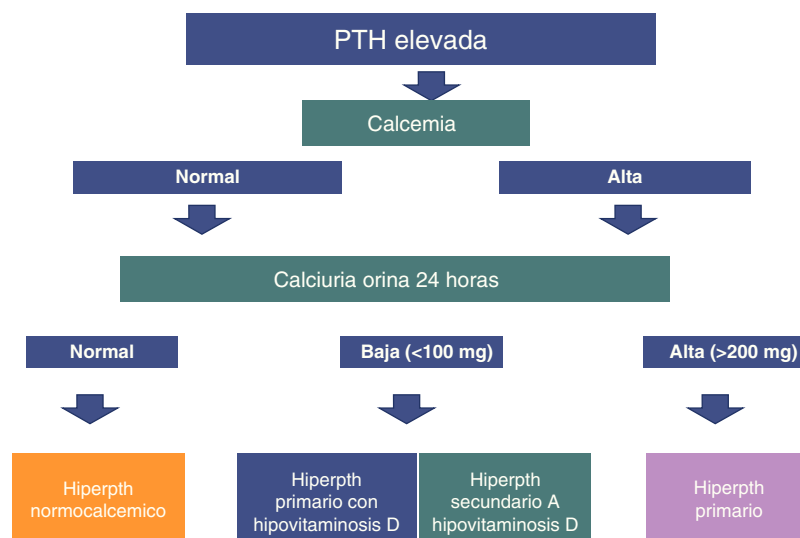 PTH elevada
Calcemia
Normal
Alta
Calciuria orina 24 horas
Normal
Baja (<100 mg)
Alta (>200 mg)
Hiperpth
normocalcemico
Hiperpth
primario con
hipovitaminosis D
Hiperpth
secundario A
hipovitaminosis D
Hiperpth
primario